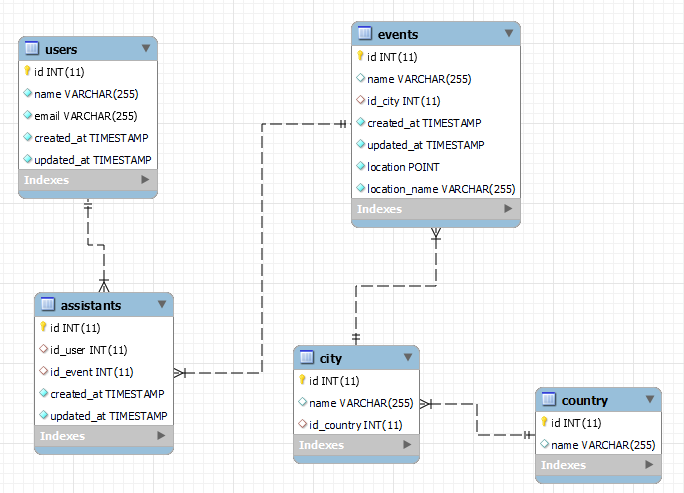 users
id INT(11)
name VARCHAR(255)
email VARCHAR(255)
created_at TIMESTAMP
updated_at TIMESTAMP
Indexes
events
id INT(11)
name VARCHAR(255)
id_city INT(11)
created_at TIMESTAMP
updated_at TIMESTAMP
location POINT
location_name VARCHAR(255)
Indexes
assistants
id INT(11)
id_user INT(11)
id_event INT(11)
created_at TIMESTAMP
updated_at TIMESTAMP
Indexes
city
id INT(11)
name VARCHAR(255)
id_country INT(11)
Indexes
country
id INT(11)
name VARCHAR(255)
Indexes